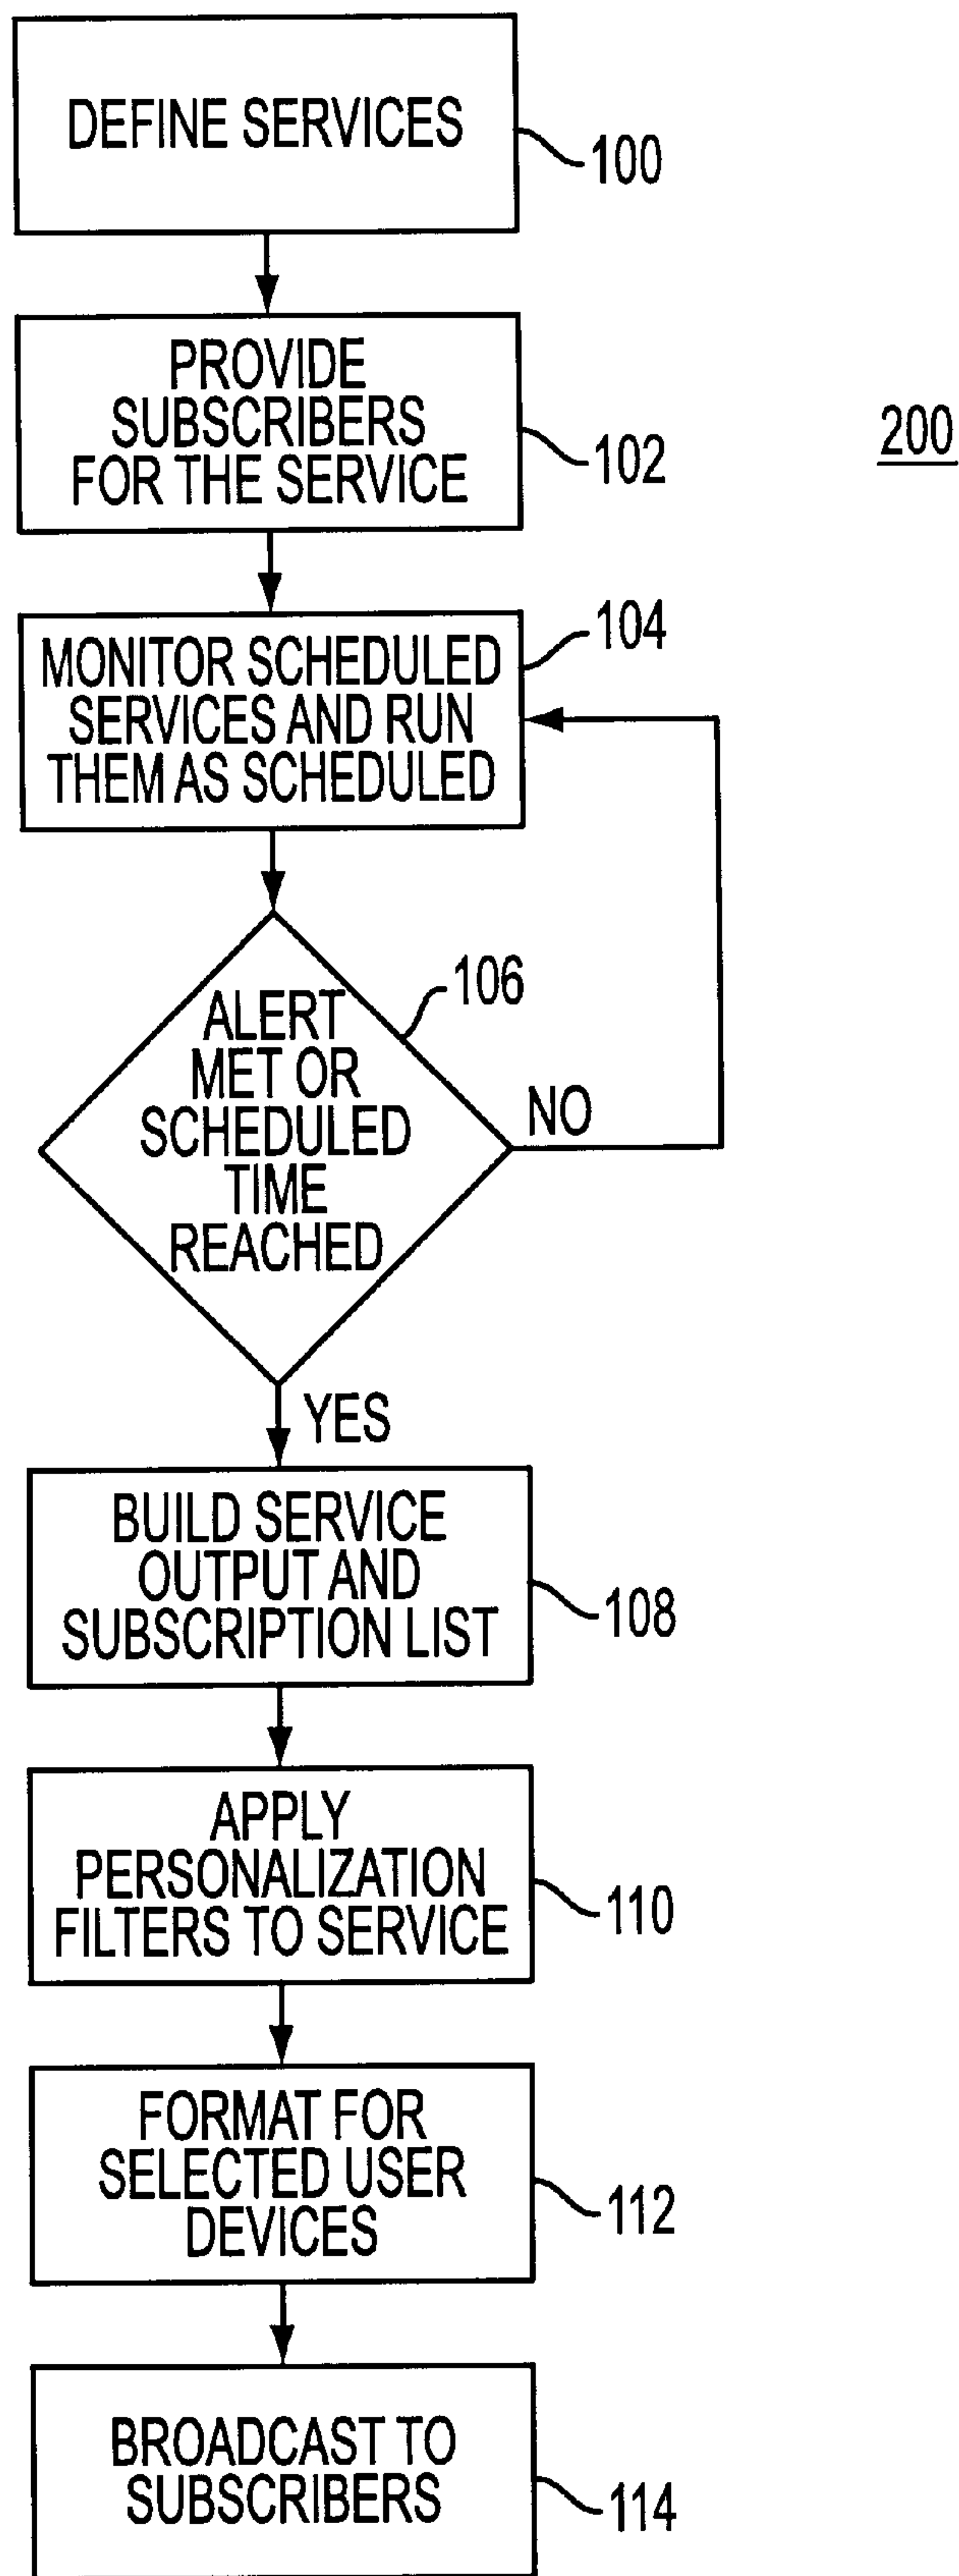 DEFINE SERVICES
100
PROVIDE
SUBSCRIBERS
FOR THE SERVICE
102
200
104
MONITOR SCHEDULED
SERVICES AND RUN
THEM AS SCHEDULED
106
ALERT
MET OR
SCHEDULED
TIME
REACHED
NO
YES
BUILD SERVICE
OUTPUT AND
SUBSCRIPTION LIST
108
APPLY
PERSONALIZATION
FILTERS TO SERVICE
110
FORMAT FOR
SELECTED USER
DEVICES
112
BROADCAST TO
SUBSCRIBERS
114